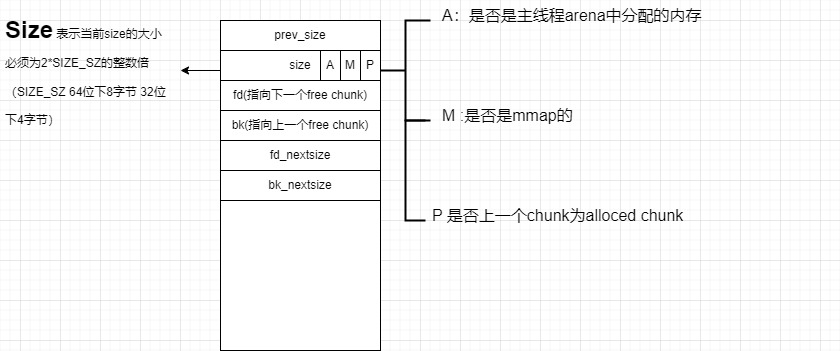 Size 表示当前size的大小
必须为2*SIZE_SZ的整数倍
（SIZE_SZ 64位下8字节 32位
下4字节）
prev_size
size A M P
fd(指向下一个free chunk)
bk(指向上一个free chunk)
fd_nextsize
bk_nextsize
A：是否是主线程arena中分配的内存
M :是否是mmap的
P 是否上一个chunk为alloced chunk